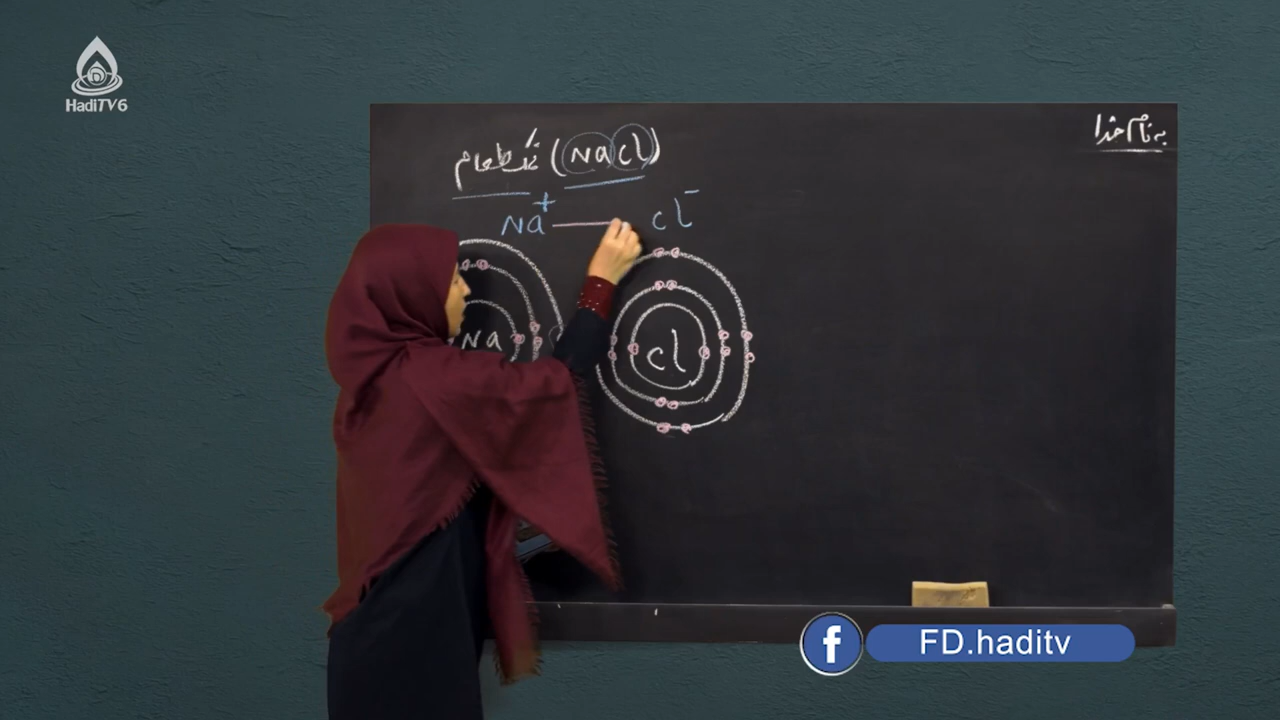 HadiTV6
به نام خدا
نمک طعام (NaCl)
Na+ — Cl-
Na
Cl
FD.haditv